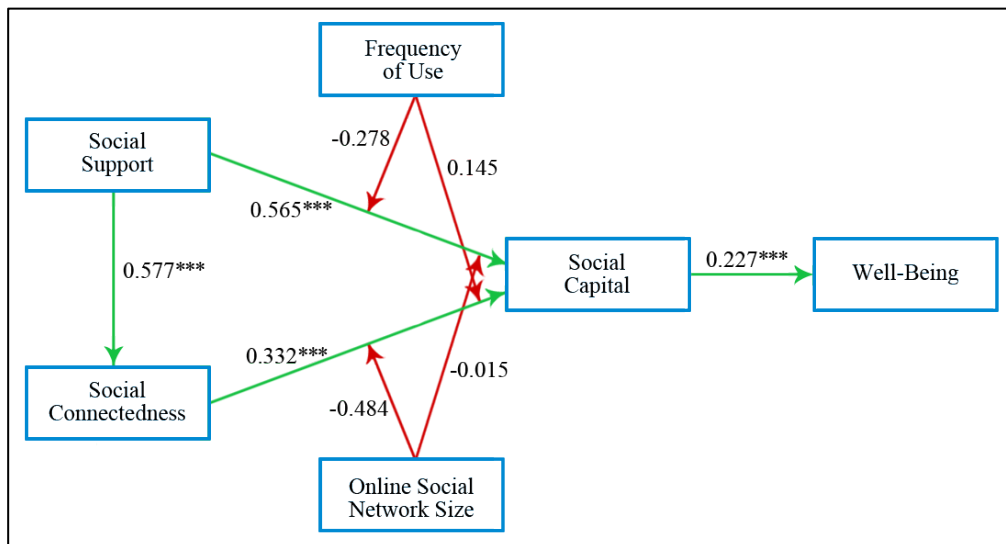 Frequency
of Use
-0.278
0.145
Social
Support
0.565***
0.577***
Social
Capital
0.227***
Well-Being
0.332***
-0.015
Social
Connectedness
-0.484
Online Social
Network Size